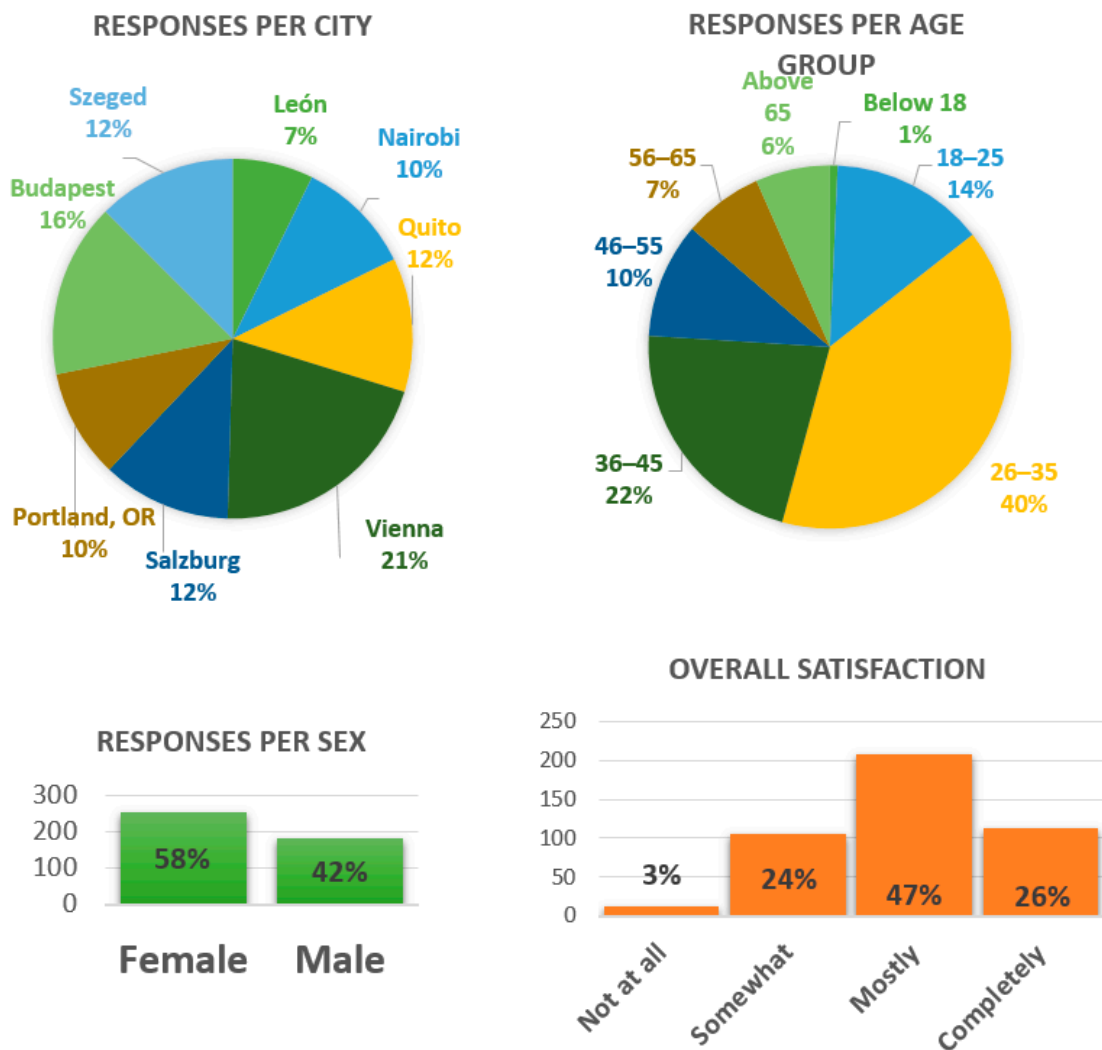 RESPONSES PER CITY
Szeged
12%
León
7%
Nairobi
10%
Budapest
16%
Quito
12%
Portland, OR
10%
Salzburg
12%
Vienna
21%
RESPONSES PER AGE
GROUP
Above
65
6%
Below 18
1%
56–65
7%
18–25
14%
46–55
10%
36–45
22%
26–35
40%
RESPONSES PER SEX
300
200
100
0
58%
42%
Female
Male
OVERALL SATISFACTION
250
200
150
100
50
0
3%
24%
47%
26%
Not at all
Somewhat
Mostly
Completely